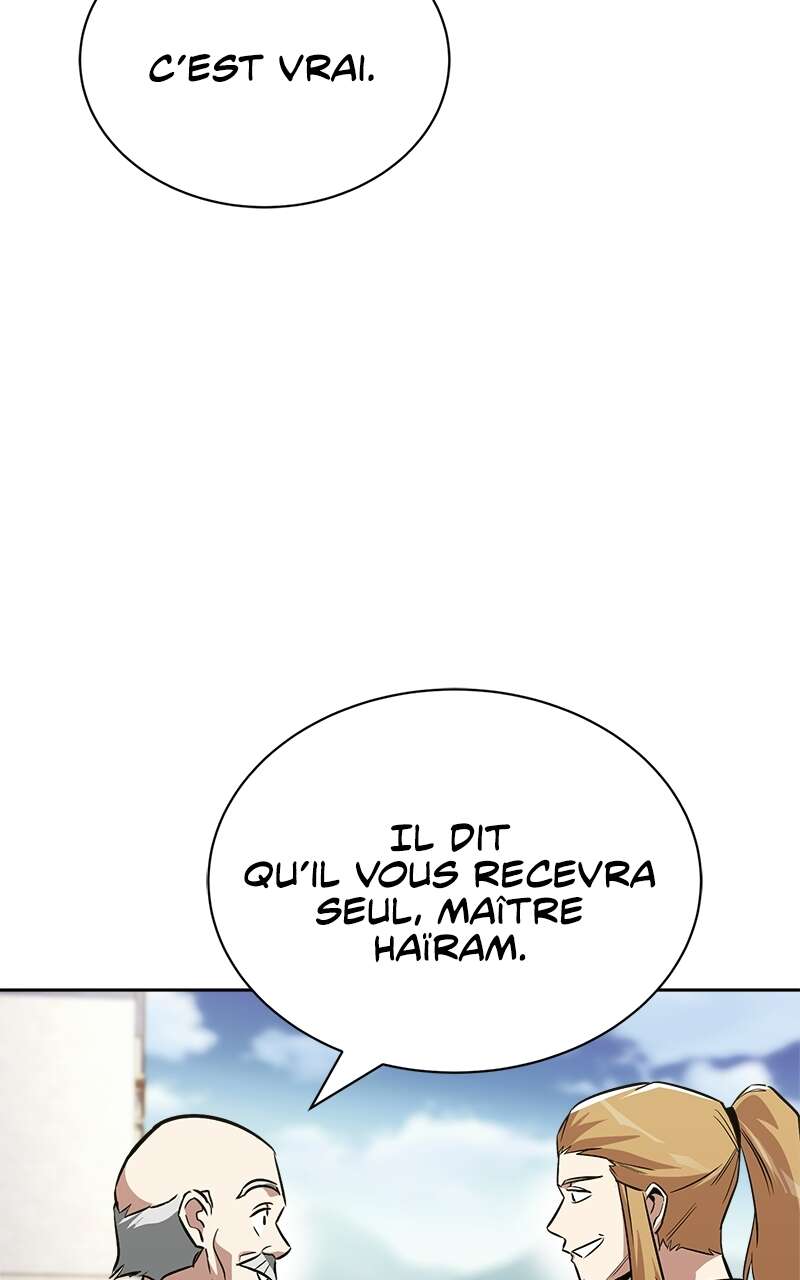 C'EST VRAI.
IL DIT
QU'IL VOUS RECEVRA
SEUL, MAÎTRE
HAÏRAM.